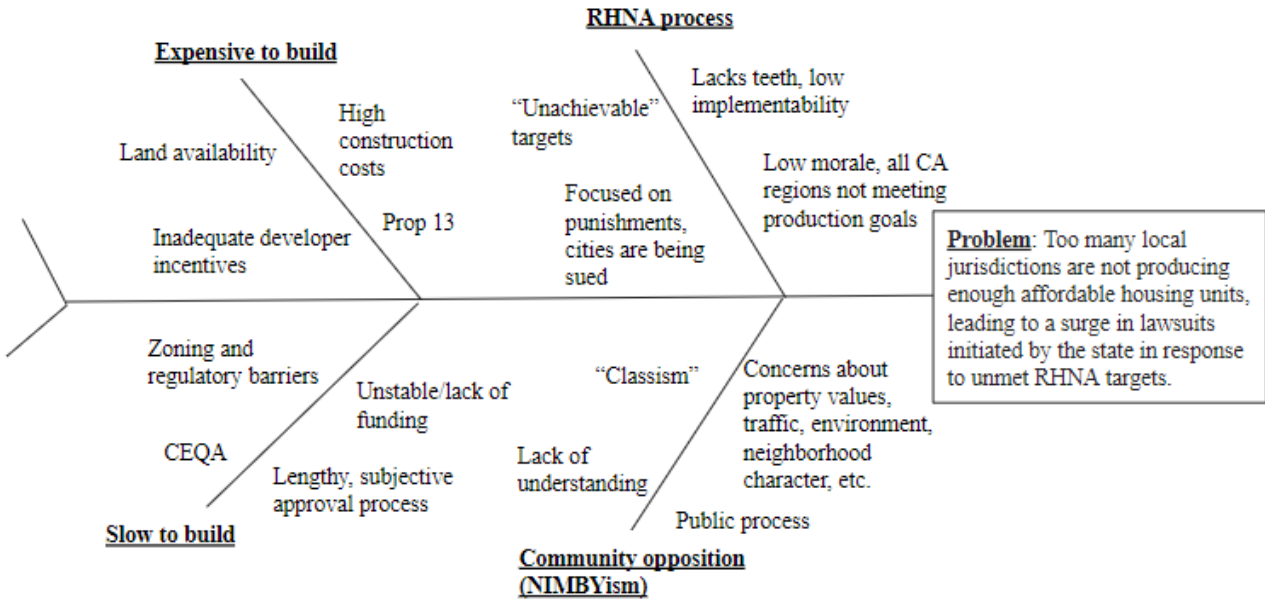 RHNA process
Expensive to build
Lacks teeth, low
implementability
"Unachievable"
targets
High
construction
costs
Land availability
Low morale, all CA
regions not meeting
production goals
Focused on
punishments,
cities are being
sued
Prop 13
Inadequate developer
incentives
Problem: Too many local
jurisdictions are not producing
enough affordable housing units,
leading to a surge in lawsuits
initiated by the state in response
to unmet RHNA targets.
Zoning and
regulatory barriers
Unstable/lack of
funding
"Classism"
Concerns about
property values,
traffic, environment,
neighborhood
character, etc.
CEQA
Lengthy, subjective
approval process
Lack of
understanding
Public process
Slow to build
Community opposition
(NIMBYism)